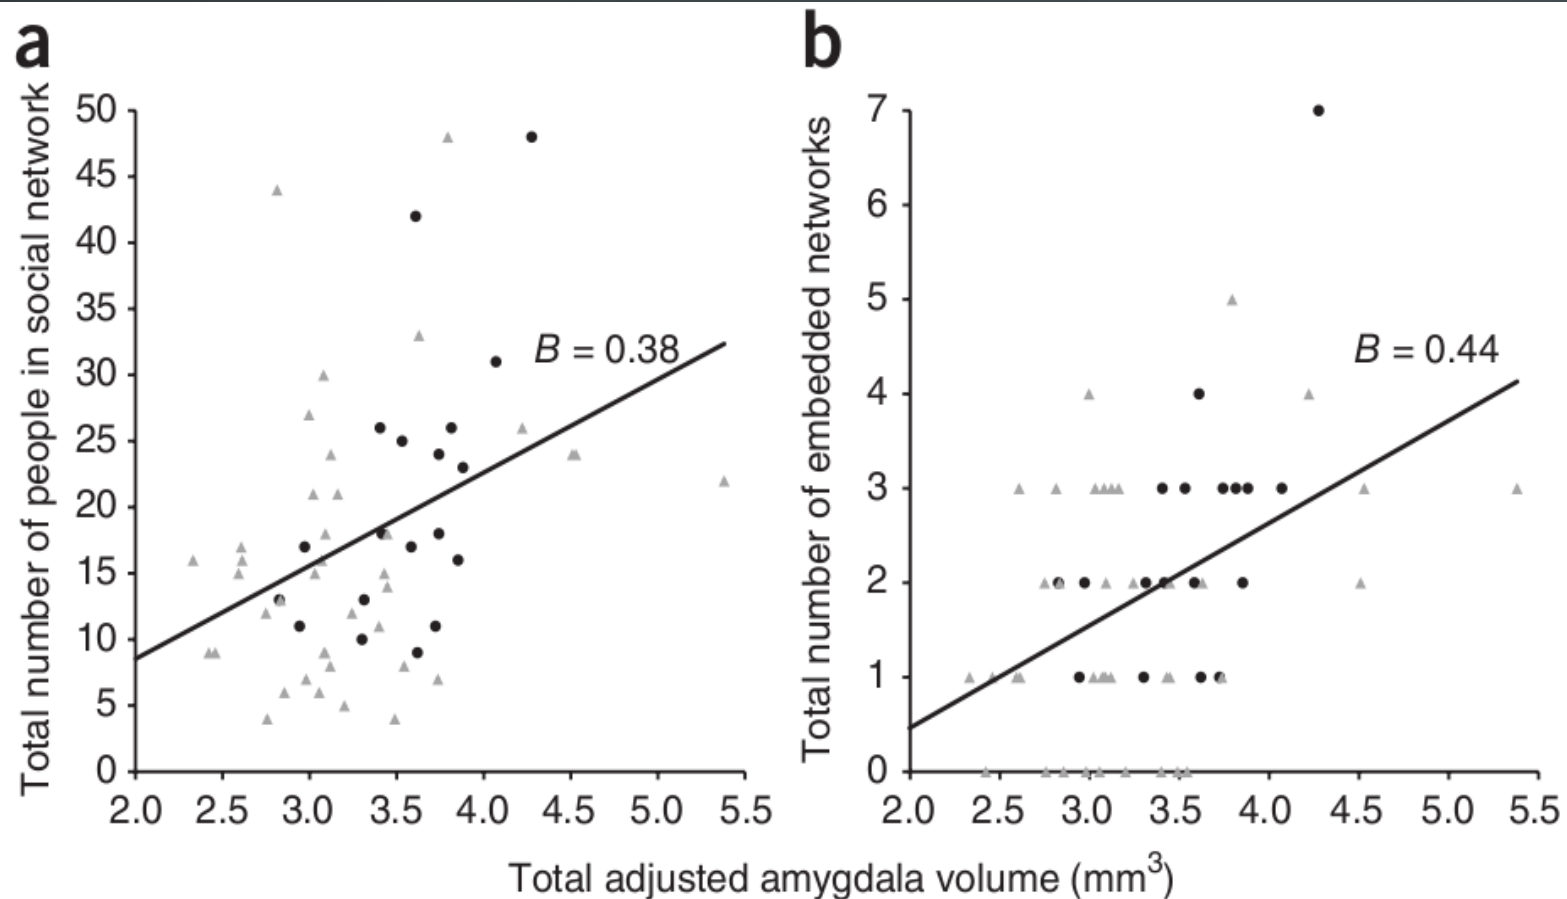 a
b
Total number of people in social network
50
45
40
35
30
25
20
15
10
5
0
2.0 2.5 3.0 3.5 4.0 4.5 5.0 5.5
B = 0.38
Total number of embedded networks
7
6
5
4
3
2
1
0
2.0 2.5 3.0 3.5 4.0 4.5 5.0 5.5
B = 0.44
Total adjusted amygdala volume (mm³)